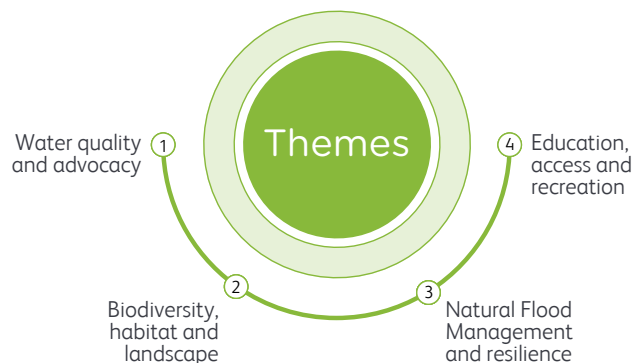 Themes
1
Water quality
and advocacy
2
Biodiversity,
habitat and
landscape
3
Natural Flood
Management
and resilience
4
Education,
access and
recreation